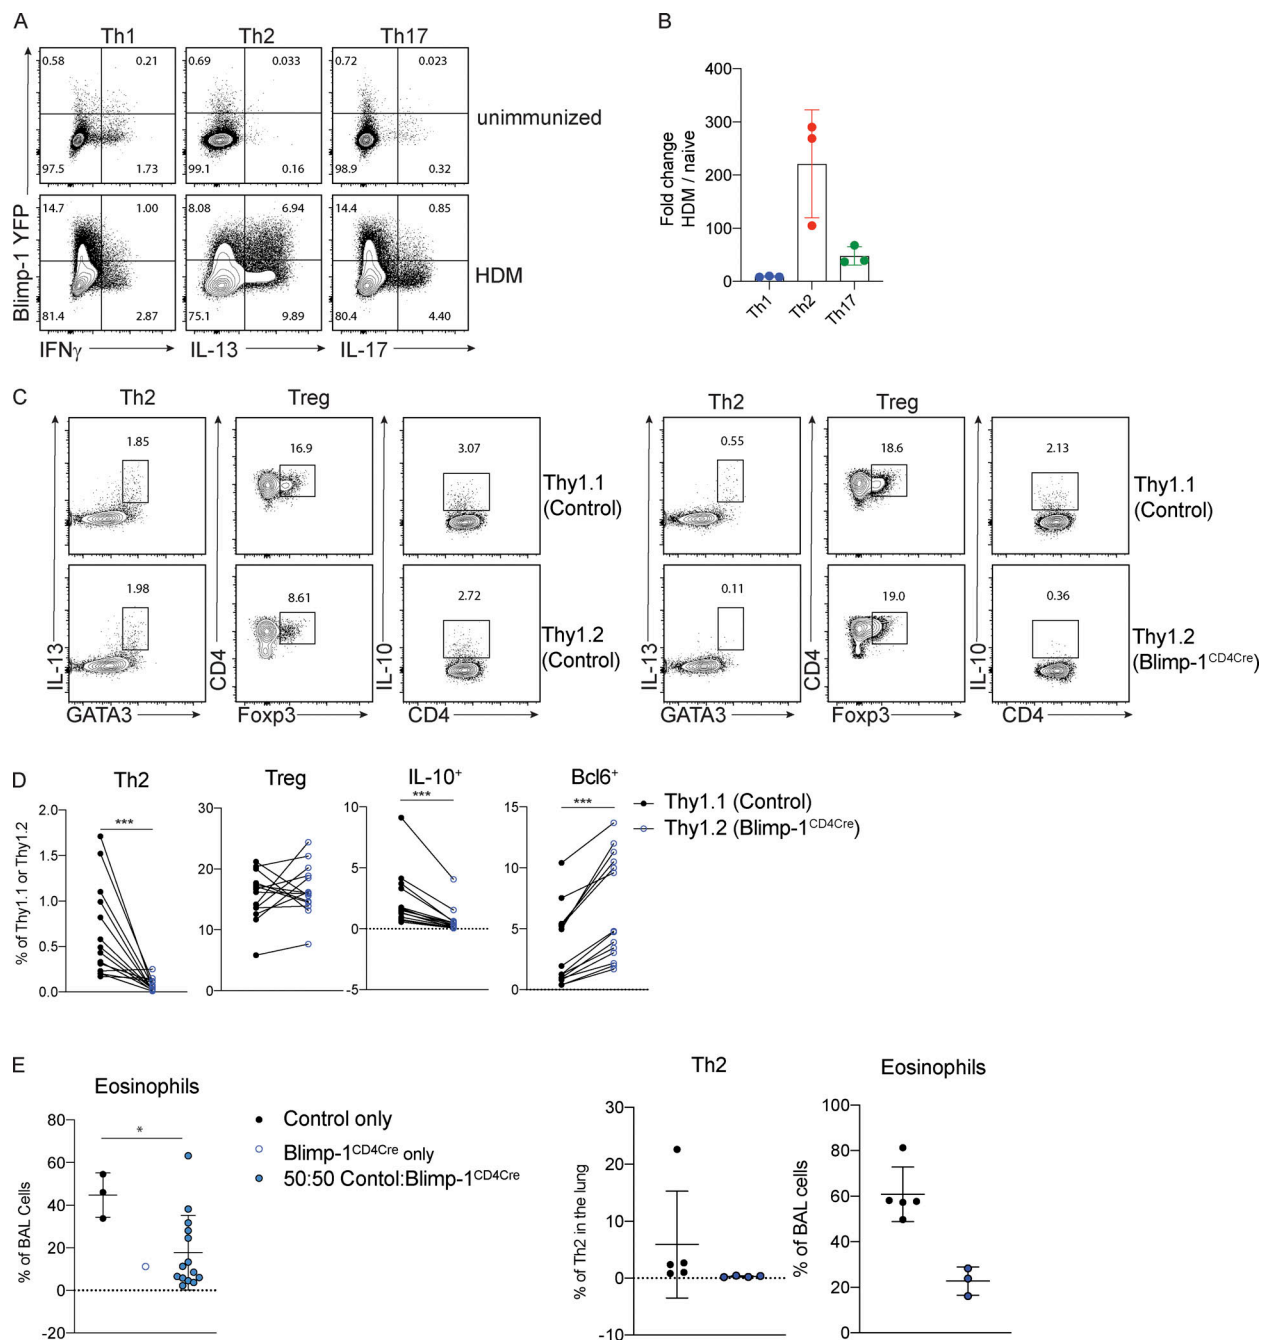 A
Th1 Th2 Th17
0.58 0.21 0.69 0.033 0.72 0.023
unimmunized
97.5 1.73 99.1 0.16 98.9 0.32
14.7 1.00 8.08 6.94 14.4 0.85
HDM
81.4 2.87 75.1 9.89 80.4 4.40
Blimp-1 YFP
IFNγ IL-13 IL-17
B
Fold change
HDM / naive
400
300
200
100
0
Th1 Th2 Th17
C
Th2 Treg
1.85 16.9 3.07
Thy1.1
(Control)
1.98 8.61 2.72
Thy1.2
(Control)
IL-13 CD4 IL-10
GATA3 Foxp3 CD4
Th2 Treg
0.55 18.6 2.13
Thy1.1
(Control)
0.11 19.0 0.36
Thy1.2
(Blimp-1CD4Cre)
IL-13 CD4 IL-10
GATA3 Foxp3 CD4
D
Th2 Treg IL-10+ Bcl6+
% of Thy1.1 or Thy1.2
2.0
1.5
1.0
0.5
0.0
***
30
20
10
0
10
5
0
-5
***
15
10
5
0
***
Thy1.1 (Control)
Thy1.2 (Blimp-1CD4Cre)
E
Eosinophils
% of BAL Cells
80
60
40
20
0
-20
*
Control only
Blimp-1CD4Cre only
50:50 Contol:Blimp-1CD4Cre
Th2
% of Th2 in the lung
30
20
10
0
-10
Eosinophils
% of BAL cells
100
80
60
40
20
0